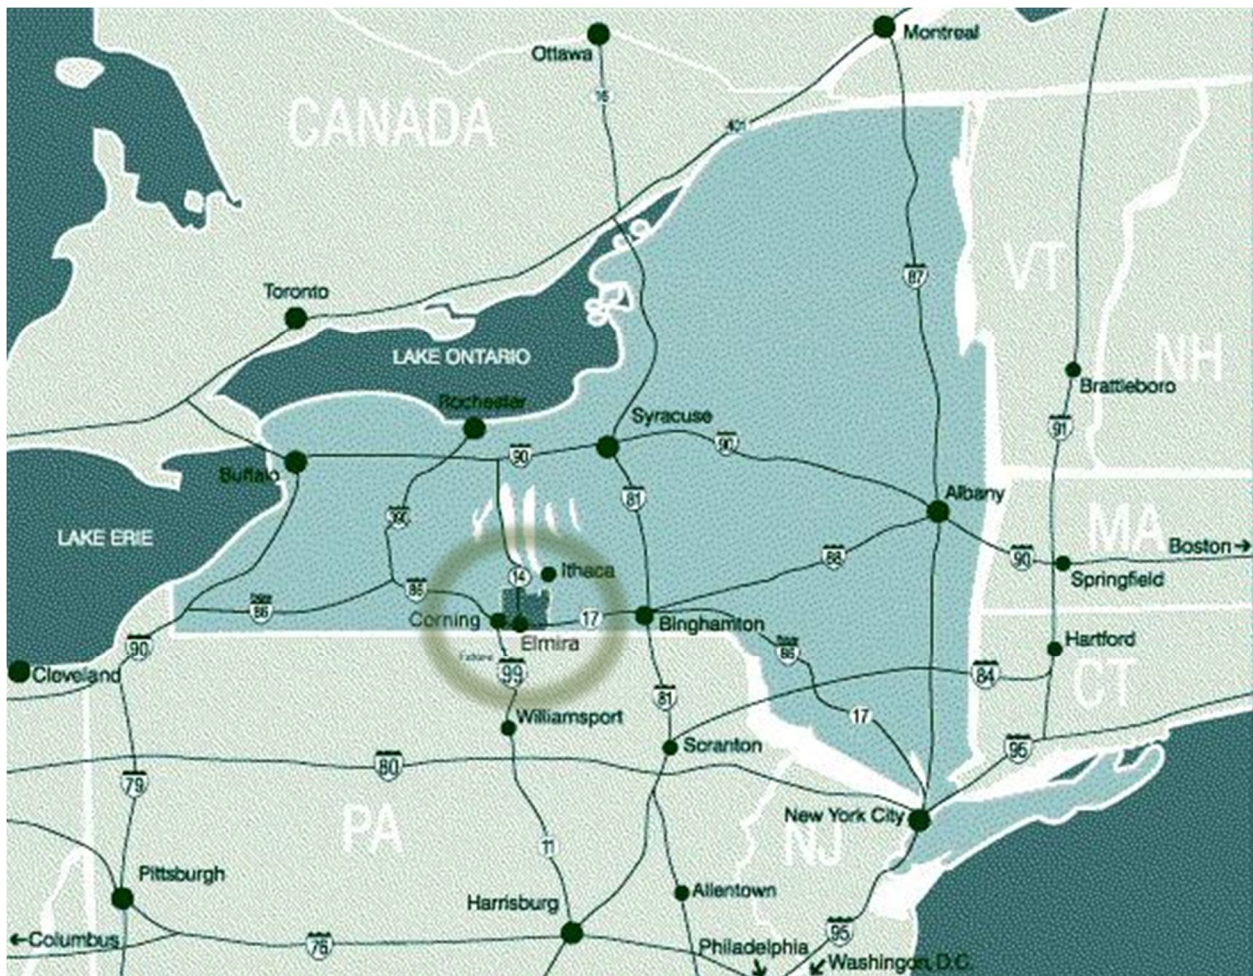 Ottawa
Montreal
16
CANADA
401
VT
87
Toronto
NH
LAKE ONTARIO
Brattleboro
Rochester
Syracuse
91
90
90
Buffalo
81
Albany
390
MA
LAKE ERIE
Boston
88
90
14
Ithaca
Springfield
86
86
Corning
17
Binghamton
Elmira
Hartford
90
86
99
Cleveland
84
CT
81
Williamsport
17
Scranton
95
80
79
New York City
PA
NJ
11
Pittsburgh
Allentown
Harrisburg
95
Columbus
76
Philadelphia
Washingon, D.C.